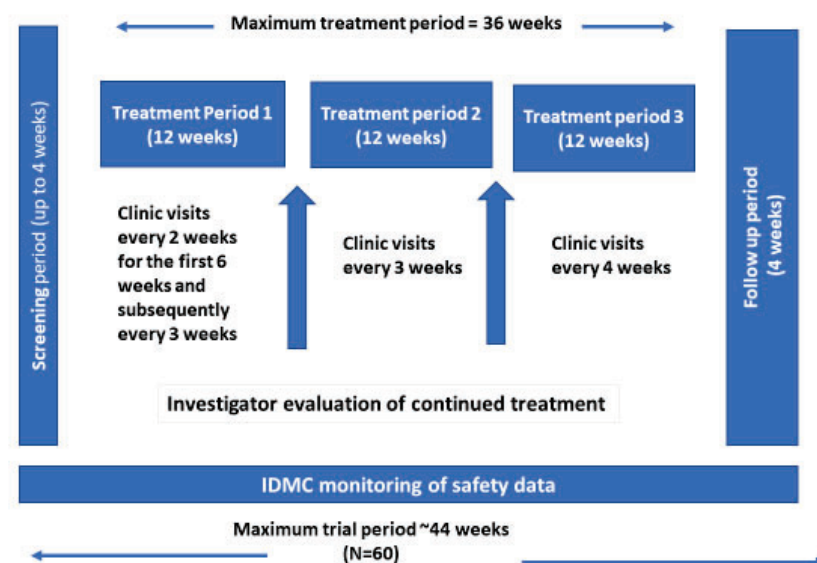 Maximum treatment period = 36 weeks
Screening period (up to 4 weeks)
Treatment Period 1
(12 weeks)
Treatment period 2
(12 weeks)
Treatment period 3
(12 weeks)
Clinic visits
every 2 weeks
for the first 6
weeks and
subsequently
every 3 weeks
Clinic visits
every 3 weeks
Clinic visits
every 4 weeks
Follow up period
(4 weeks)
Investigator evaluation of continued treatment
IDMC monitoring of safety data
Maximum trial period ~44 weeks
(N=60)